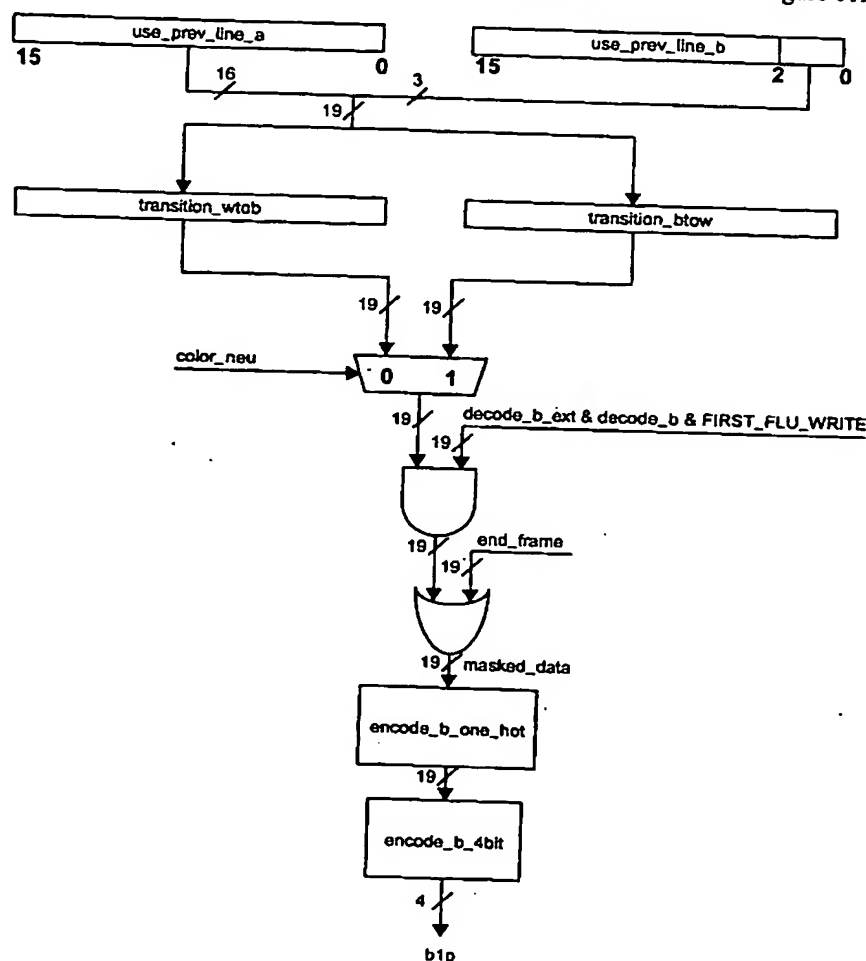 use_prev_line_a
use_prev_line_b
15
0
15
2
0
16
3
19
transition_wtob
transition_btow
19
19
color_neu
0
1
19
decode_b_ext & decode_b & FIRST_FLU_WRITE
19
19
end_frame
19
19
masked_data
encode_b_one_hot
19
encode_b_4bit
4
b1p